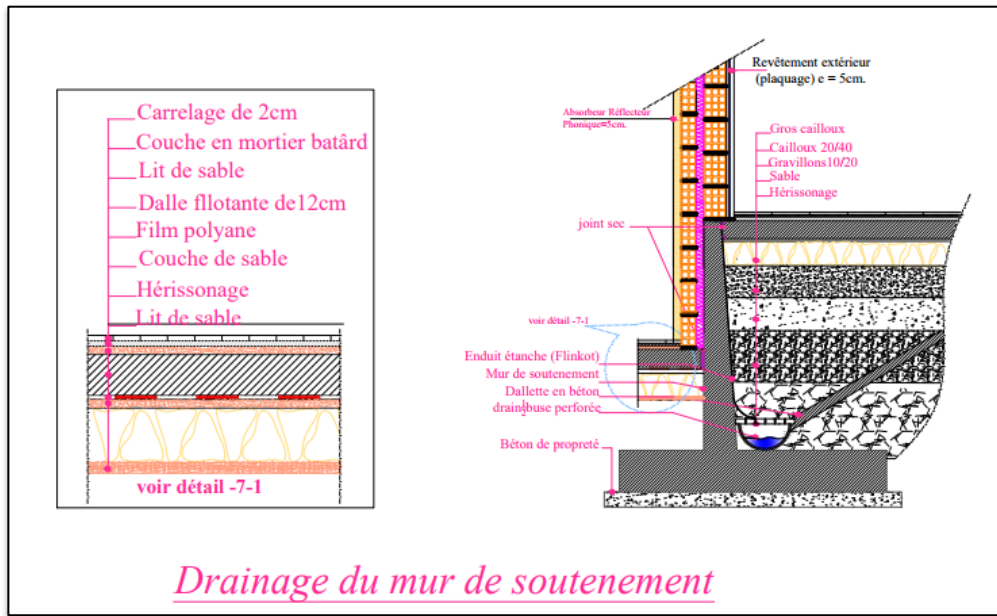 Carrelage de 2cm
Couche en mortier batârd
Lit de sable
Dalle fllotante de12cm
Film polyane
Couche de sable
Hérissonage
Lit de sable
voir détail -7-1
Revêtement extérieur
(plaquage) e = 5cm.
Absorbeur Réflecteur
Phonique=5cm.
Gros cailloux
Cailloux 20/40
Gravillons10/20
Sable
Hérissonage
joint sec
voir détail -7-1
Enduit étanche (Flinkot)
Mur de soutenement
Dallette en béton
drain buse perforée
Béton de propreté
Drainage du mur de soutenement